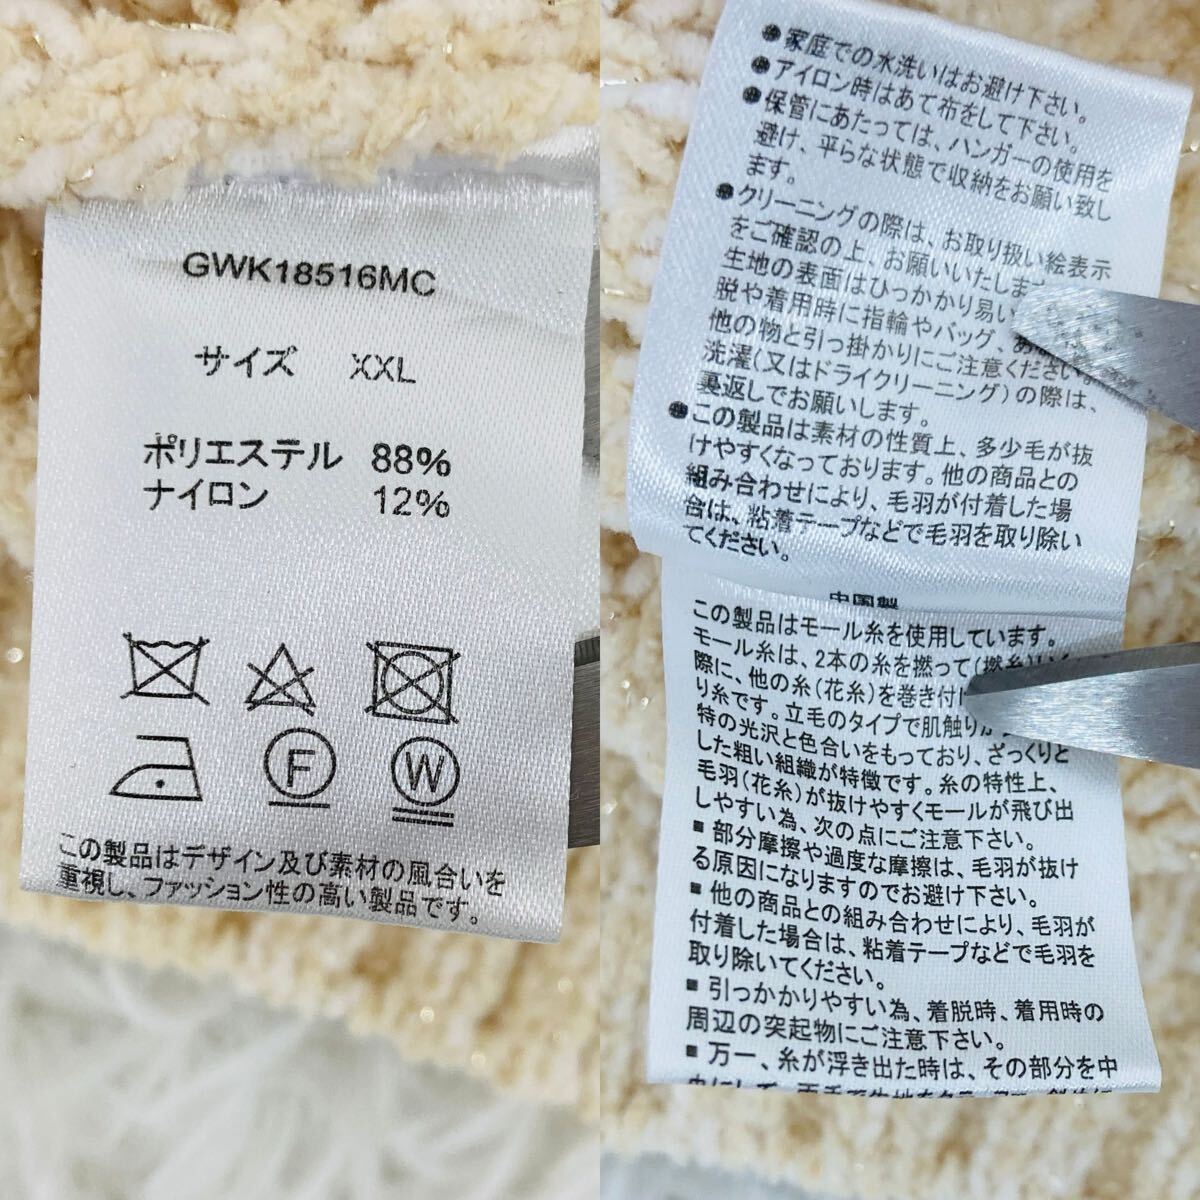 GWK18516MC
サイズ XXL
ポリエステル 88%
ナイロン 12%
F
W
この製品はデザイン及び素材の風合いを
重視し、ファッション性の高い製品です。
●家庭での水洗いはお避け下さい。
●アイロン時はあて布をして下さい。
●保管にあたっては、ハンガーの使用を
避け、平らな状態で収納をお願い致し
ます。
●クリーニングの際は、お取り扱い絵表示
をご確認の上、お願いいたします
生地の表面はひっかかり易い
脱や着用時に指輪やバッグ、
他の物と引っ掛かりにご注意ください。
洗濯(又はドライクリーニング)の際は、
裏返しでお願いします。
●この製品は素材の性質上、多少毛が抜
けやすくなっております。他の商品との
組み合わせにより、毛羽が付着した場
合は、粘着テープなどで毛羽を取り除い
てください。
中国製
この製品はモール糸を使用しています。
モール糸は、2本の糸を撚って(撚糸)
際に、他の糸(花糸)を巻き付け
り糸です。立毛のタイプで肌触りが
特の光沢と色合いをもっており、ざっくりと
した粗い組織が特徴です。糸の特性上、
毛羽(花糸)が抜けやすくモールが飛び出
しやすい為、次の点にご注意下さい。
■部分摩擦や過度な摩擦は、毛羽が抜け
る原因になりますのでお避け下さい。
■他の商品との組み合わせにより、毛羽が
付着した場合は、粘着テープなどで毛羽を
取り除いてください。
■引っかかりやすい為、着脱時、着用時の
周辺の突起物にご注意下さい。
■万一、糸が浮き出た時は、その部分を中